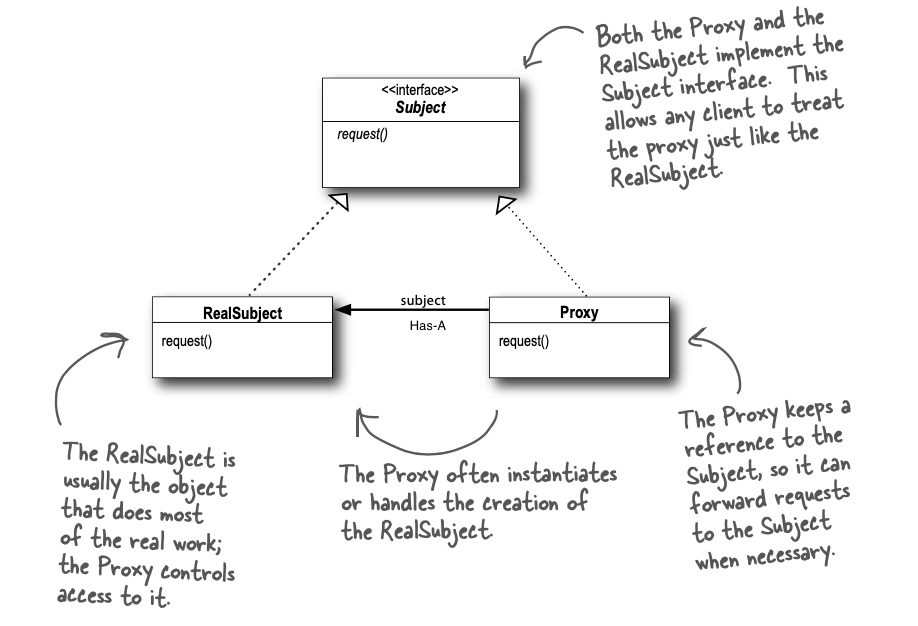 Both the Proxy and the
RealSubject implement the
Subject interface. This
allows any client to treat
the proxy just like the
RealSubject.
<<interface>>
Subject
request()
RealSubject
request()
subject
Has-A
Proxy
request()
The RealSubject is
usually the object
that does most
of the real work;
the Proxy controls
access to it.
The Proxy often instantiates
or handles the creation of
the RealSubject.
The Proxy keeps a
reference to the
Subject, so it can
forward requests
to the Subject
when necessary.